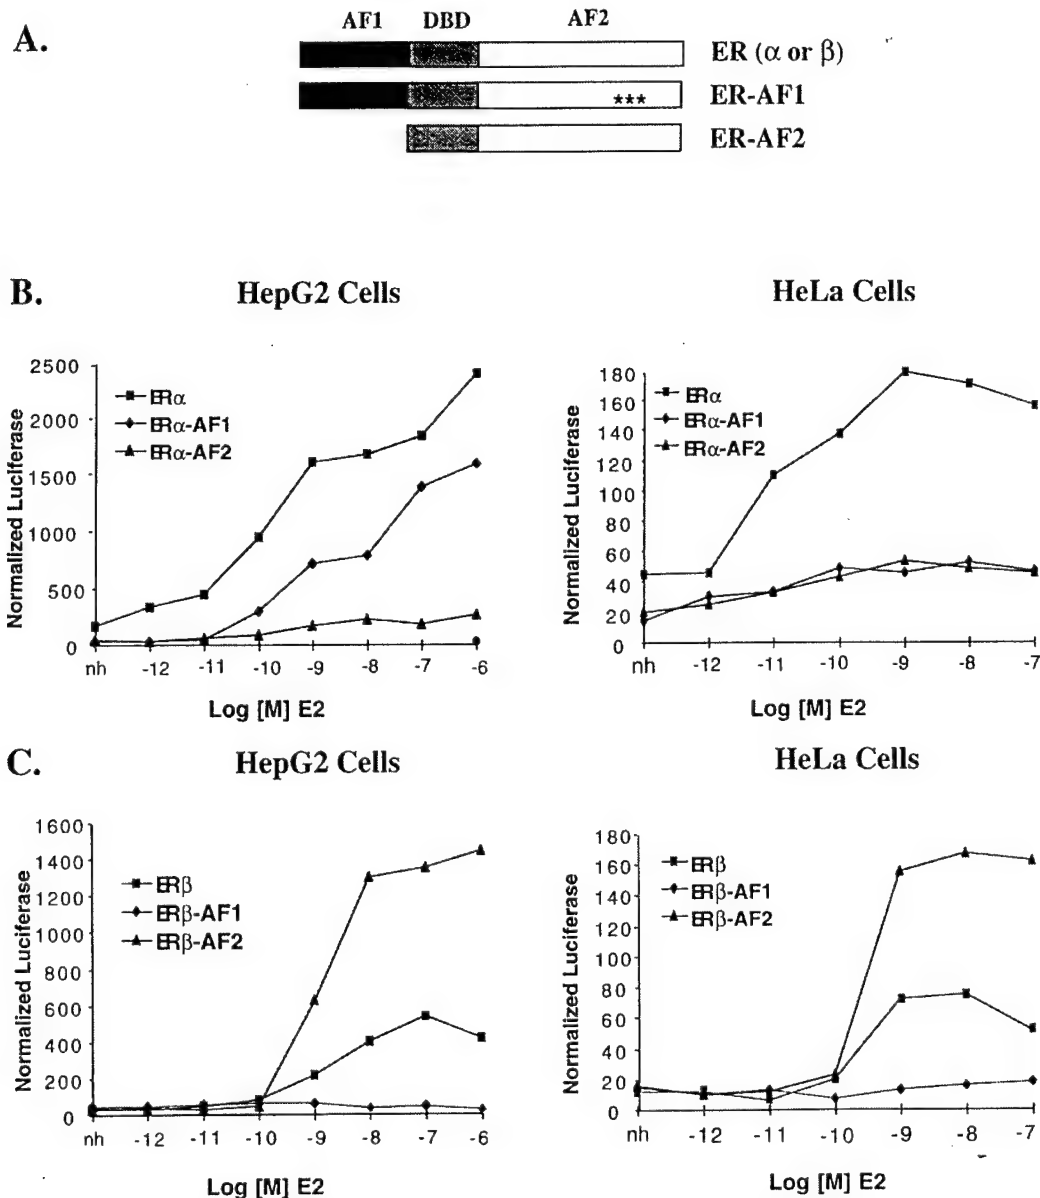 A.
AF1 DBD AF2
ER (α or β)
*** ER-AF1
ER-AF2
B.
HepG2 Cells
Normalized Luciferase
2500
2000
1500
1000
500
0
ERα
ERα-AF1
ERα-AF2
nh -12 -11 -10 -9 -8 -7 -6
Log [M] E2
HeLa Cells
Normalized Luciferase
180
160
140
120
100
80
60
40
20
0
ERα
ERα-AF1
ERα-AF2
nh -12 -11 -10 -9 -8 -7
Log [M] E2
C.
HepG2 Cells
Normalized Luciferase
1600
1400
1200
1000
800
600
400
200
0
ERβ
ERβ-AF1
ERβ-AF2
nh -12 -11 -10 -9 -8 -7 -6
Log [M] E2
HeLa Cells
Normalized Luciferase
180
160
140
120
100
80
60
40
20
0
ERβ
ERβ-AF1
ERβ-AF2
nh -12 -11 -10 -9 -8 -7
Log [M] E2